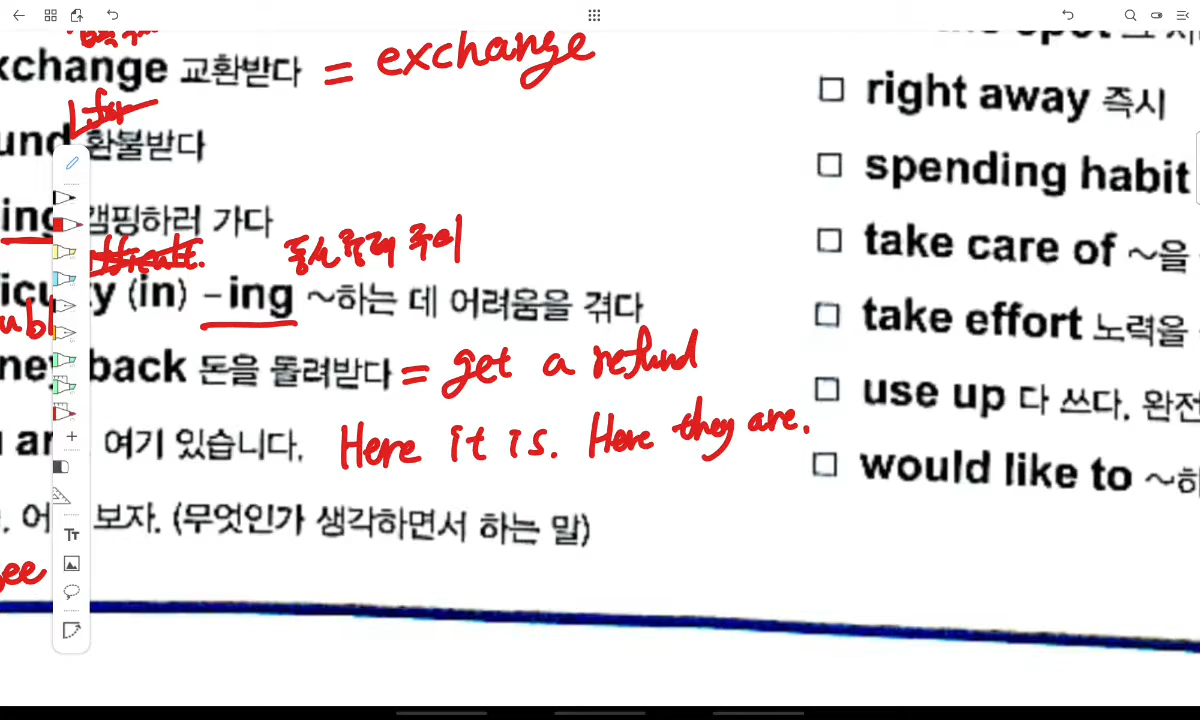 xchange 교환받다 = exchange
for
und 환불받다
ing 캠핑하러 가다
동사 형태 주의
(in) –ing ~하는 데 어려움을 겪다
back 돈을 돌려받다 = get a refund
여기 있습니다. Here it is. Here they are.
보자. (무엇인가 생각하면서 하는 말)
see
right away 즉시
spending habit
take care of ~을
take effort 노력을
use up 다 쓰다, 완전
would like to ~하
Tт